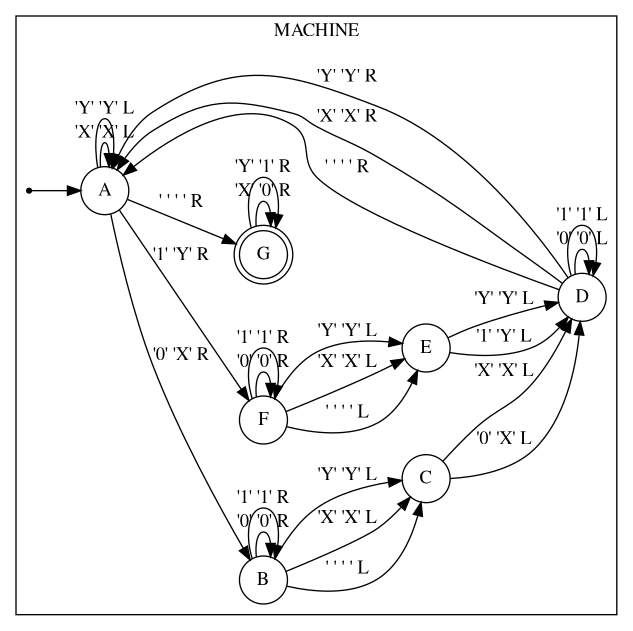 MACHINE
'Y' 'Y' R
'Y' 'Y' L
'X' 'X' R
'X' 'X' L
'Y' '1' R
' ' ' ' R
'X' '0' R
A
' ' ' ' R
'1' '1' L
'0' '0' L
'1' 'Y' R
G
D
'Y' 'Y' L
'1' '1' R
'Y' 'Y' L
'1' 'Y' L
E
'0' 'X' R
'0' '0' R
'X' 'X' L
'X' 'X' L
F
' ' ' ' L
'0' 'X' L
'1' '1' R
'Y' 'Y' L
C
'0' '0' R
'X' 'X' L
B
' ' ' ' L